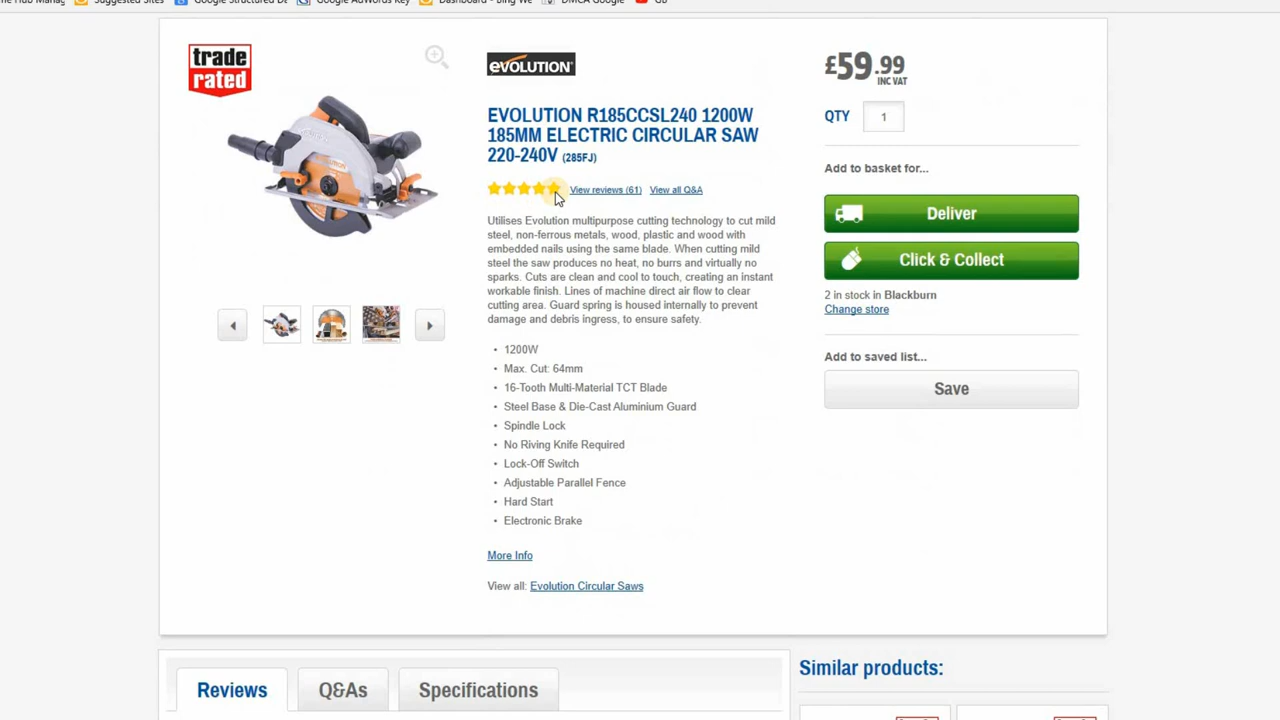 Suggested Sites
Google AdWords Key
DMCA Google
GB
trade
rated
evolution
£59.99
INC VAT
EVOLUTION R185CCSL240 1200W
185MM ELECTRIC CIRCULAR SAW
220-240V (285FJ)
QTY 1
View reviews (61) View all Q&A
Add to basket for...
Deliver
Click & Collect
2 in stock in Blackburn
Change store
Add to saved list...
Save
Utilises Evolution multipurpose cutting technology to cut mild
steel, non-ferrous metals, wood, plastic and wood with
embedded nails using the same blade. When cutting mild
steel the saw produces no heat, no burrs and virtually no
sparks. Cuts are clean and cool to touch, creating an instant
workable finish. Lines of machine direct air flow to clear
cutting area. Guard spring is housed internally to prevent
damage and debris ingress, to ensure safety.
• 1200W
• Max. Cut: 64mm
• 16-Tooth Multi-Material TCT Blade
• Steel Base & Die-Cast Aluminium Guard
• Spindle Lock
• No Riving Knife Required
• Lock-Off Switch
• Adjustable Parallel Fence
• Hard Start
• Electronic Brake
More Info
View all: Evolution Circular Saws
Reviews
Q&As
Specifications
Similar products: